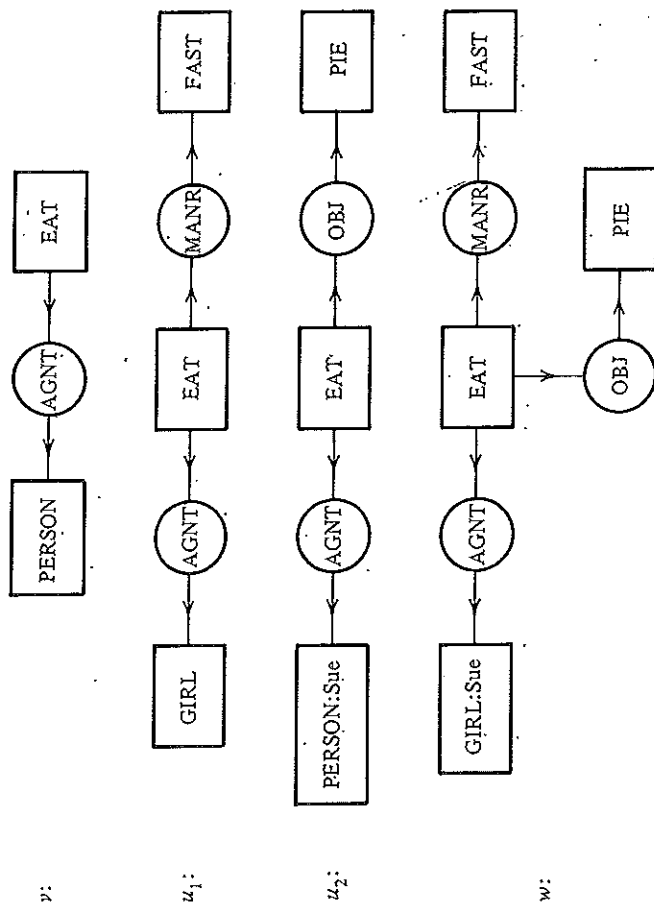 v: PERSON AGNT EAT
u₁: GIRL AGNT EAT MANR FAST
u₂: PERSON:Sue AGNT EAT OBJ PIE
w: GIRL:Sue AGNT EAT MANR FAST
OBJ PIE